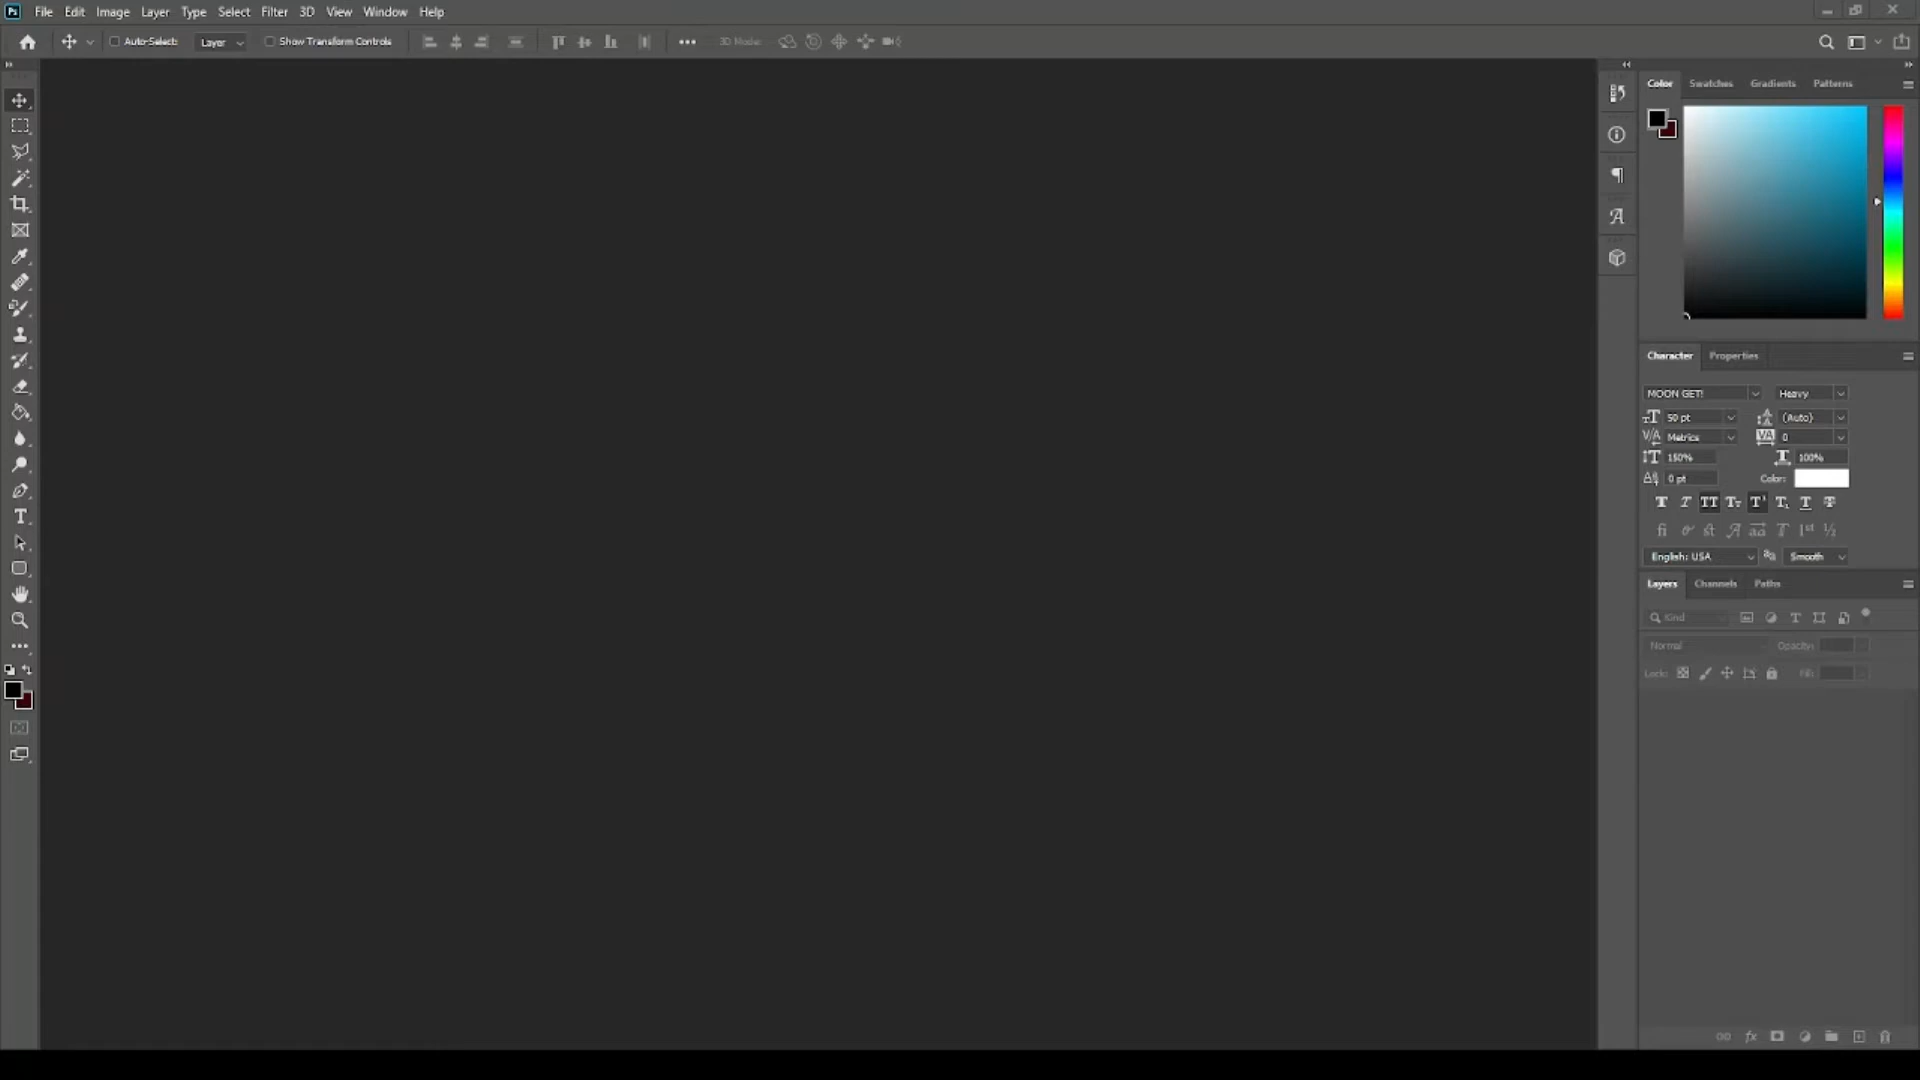 Ps File Edit Image Layer Type Select Filter 3D View Window Help
Auto-Select: Layer Show Transform Controls 3D Mode:
Color Swatches Gradients Patterns
Character Properties
MOON GET! Heavy
50 pt (Auto)
Metrics 0
150% 100%
0 pt Color:
English: USA Smooth
Layers Channels Paths
Kind
Normal Opacity:
Lock: Fill: